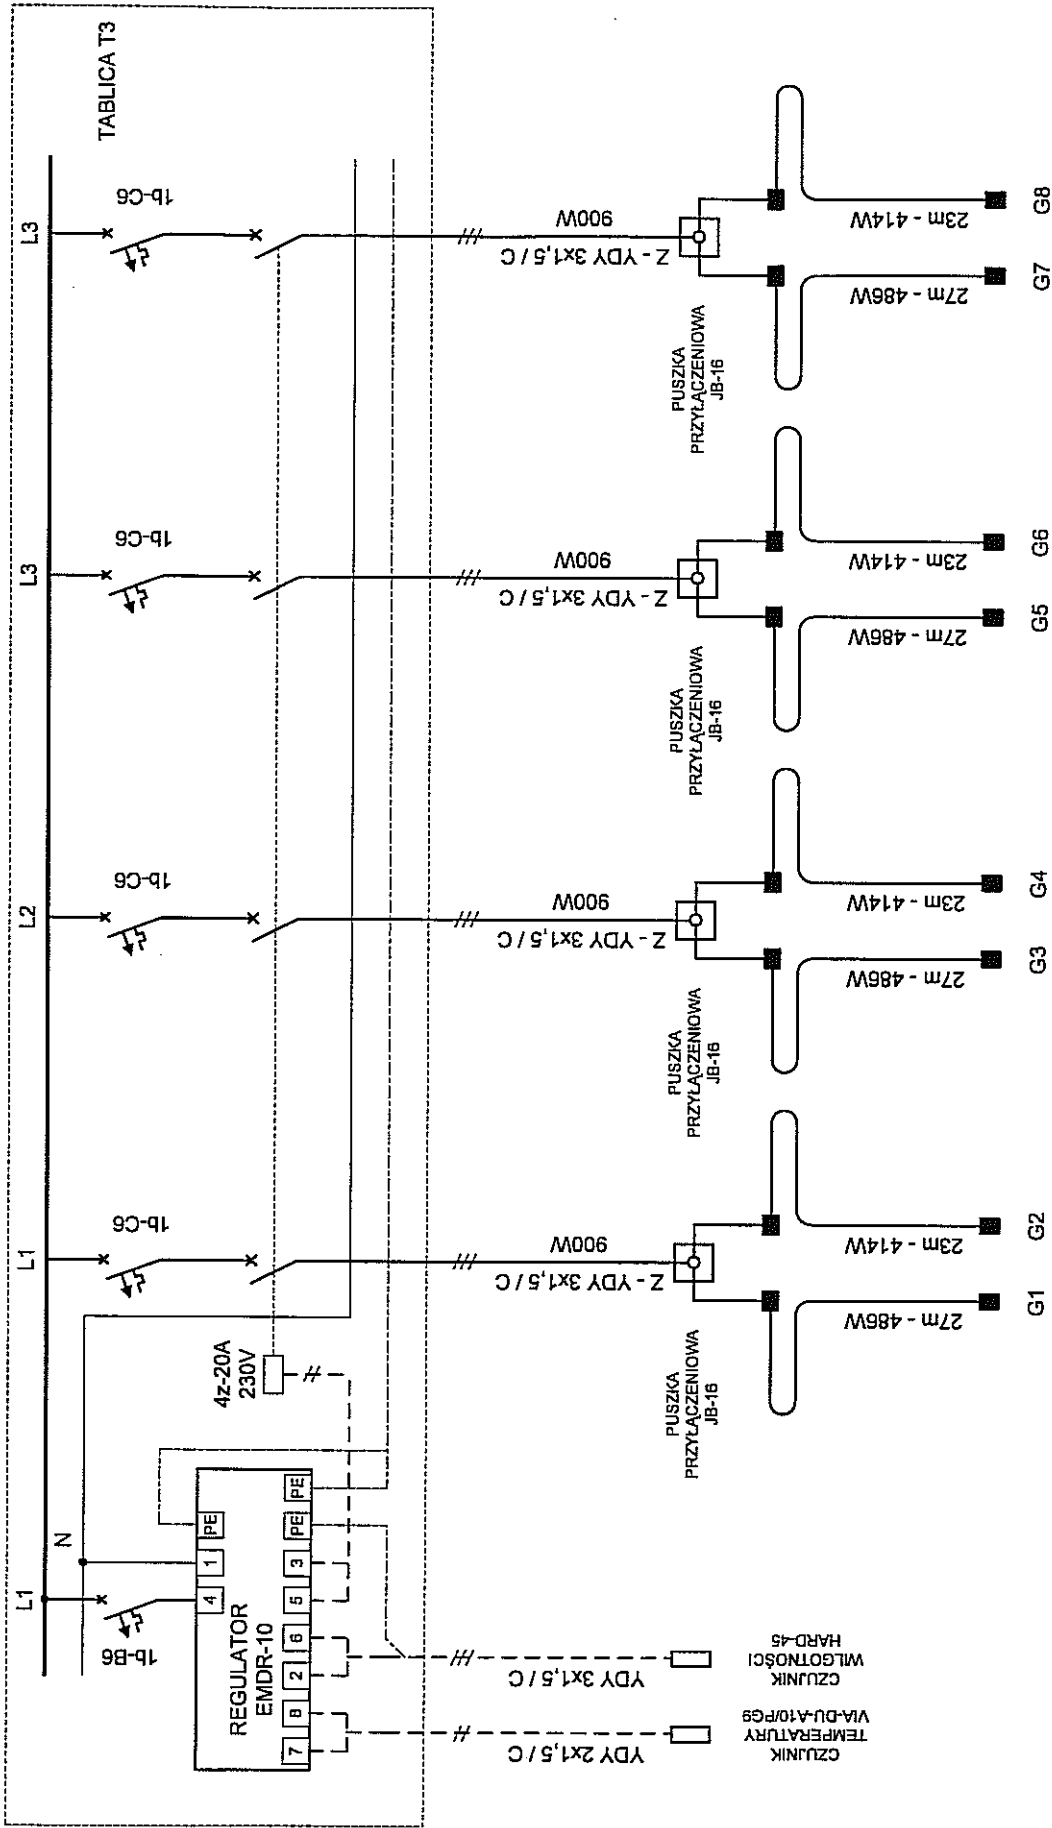 TABLICA T3
L1
N
L1
L2
L3
L3
1b-B6
1b-C6
1b-C6
1b-C6
1b-C6
4z-20A
230V
4
1
PE
REGULATOR
EMDR-10
7
8
2
6
5
3
PE
PE
YDY 2x1,5 / C
YDY 3x1,5 / C
CZUJNIK
TEMPERATURY
VIA-DU-A10/PG9
CZUJNIK
WILGOTNOŚCI
HARD-45
Z - YDY 3x1,5 / C
900W
Z - YDY 3x1,5 / C
900W
Z - YDY 3x1,5 / C
900W
Z - YDY 3x1,5 / C
900W
PUSZKA
PRZYŁĄCZENIOWA
JB-16
PUSZKA
PRZYŁĄCZENIOWA
JB-16
PUSZKA
PRZYŁĄCZENIOWA
JB-16
PUSZKA
PRZYŁĄCZENIOWA
JB-16
27m - 486W
23m - 414W
27m - 486W
23m - 414W
27m - 486W
23m - 414W
27m - 486W
23m - 414W
G1
G2
G3
G4
G5
G6
G7
G8